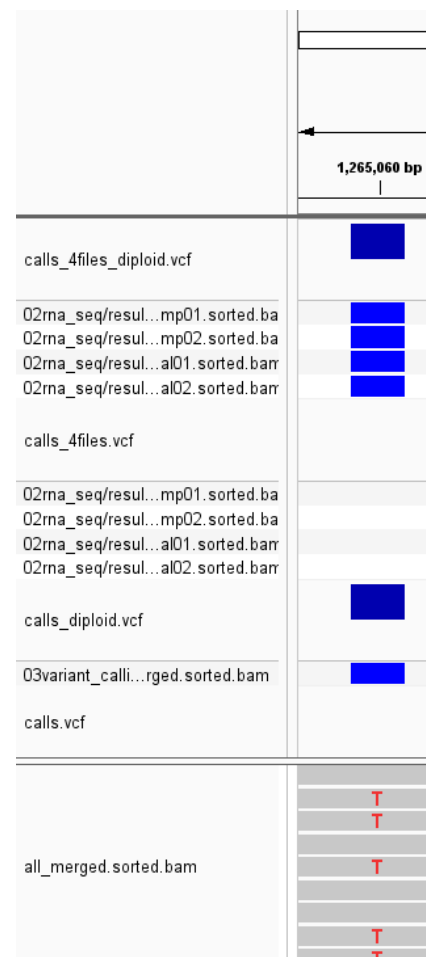 1,265,060 bp
calls_4files_diploid.vcf
02rna_seq/resul...mp01.sorted.ba
02rna_seq/resul...mp02.sorted.ba
02rna_seq/resul...al01.sorted.bam
02rna_seq/resul...al02.sorted.bam
calls_4files.vcf
02rna_seq/resul...mp01.sorted.ba
02rna_seq/resul...mp02.sorted.ba
02rna_seq/resul...al01.sorted.bam
02rna_seq/resul...al02.sorted.bam
calls_diploid.vcf
03variant_calli...rged.sorted.bam
calls.vcf
T
T
all_merged.sorted.bam T
T
T